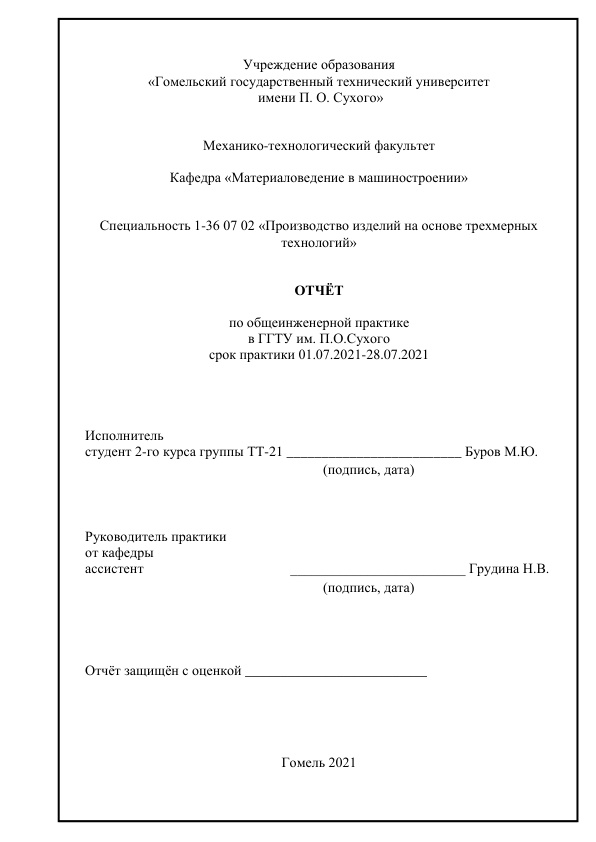 Учреждение образования
«Гомельский государственный технический университет
имени П. О. Сухого»
Механико-технологический факультет
Кафедра «Материаловедение в машиностроении»
Специальность 1-36 07 02 «Производство изделий на основе трехмерных
технологий»
ОТЧЁТ
по общеинженерной практике
в ГГТУ им. П.О.Сухого
срок практики 01.07.2021-28.07.2021
Исполнитель
студент 2-го курса группы ТТ-21 _________________________ Буров М.Ю.
(подпись, дата)
Руководитель практики
от кафедры
ассистент _________________________ Грудина Н.В.
(подпись, дата)
Отчёт защищён с оценкой __________________________
Гомель 2021